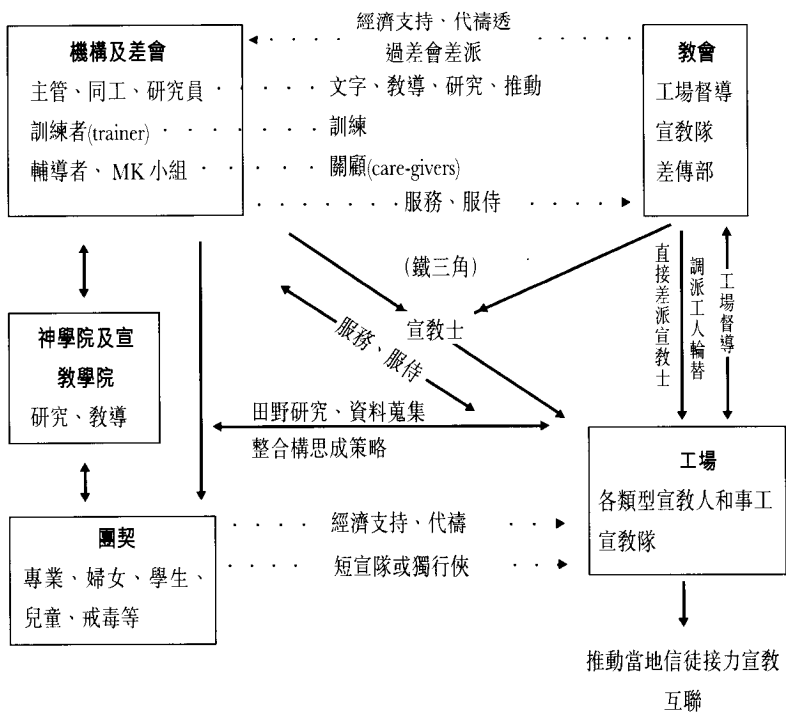 經濟支持、代禱透
過差會差派
機構及差會
主管、同工、研究員
訓練者(trainer)
輔導者、MK小組
文字、教導、研究、推動
訓練
關顧(care-givers)
服務、服侍
教會
工場督導
宣教隊
差傳部
(鐵三角)
宣教士
服務、服侍
直接差派宣教士
調派工人輪替
工場督導
神學院及宣
教學院
研究、教導
田野研究、資料蒐集
整合構思成策略
工場
各類型宣教人和事工
宣教隊
團契
專業、婦女、學生、
兒童、戒毒等
經濟支持、代禱
短宣隊或獨行俠
推動當地信徒接力宣教
互聯